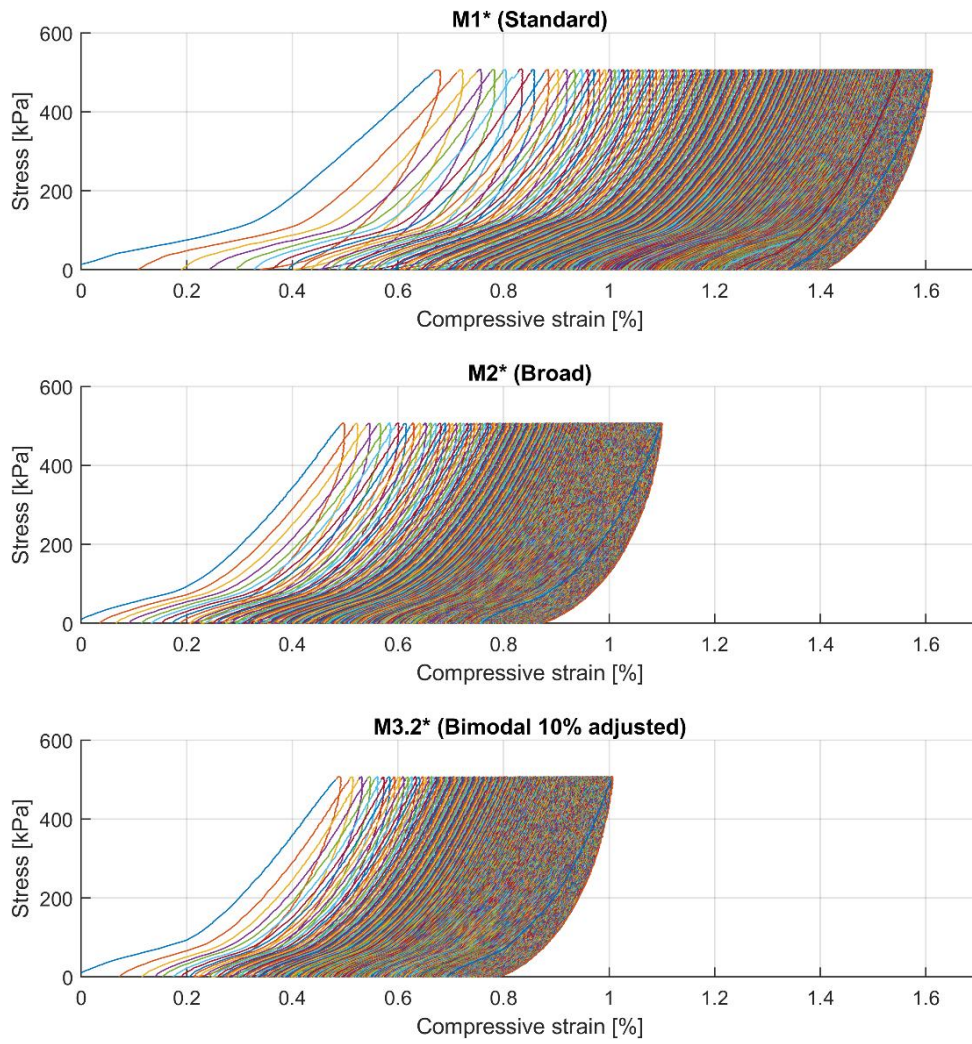 M1* (Standard)
600
400
200
0
Stress [kPa]
0 0.2 0.4 0.6 0.8 1 1.2 1.4 1.6
Compressive strain [%]
M2* (Broad)
600
400
200
0
Stress [kPa]
0 0.2 0.4 0.6 0.8 1 1.2 1.4 1.6
Compressive strain [%]
M3.2* (Bimodal 10% adjusted)
600
400
200
0
Stress [kPa]
0 0.2 0.4 0.6 0.8 1 1.2 1.4 1.6
Compressive strain [%]